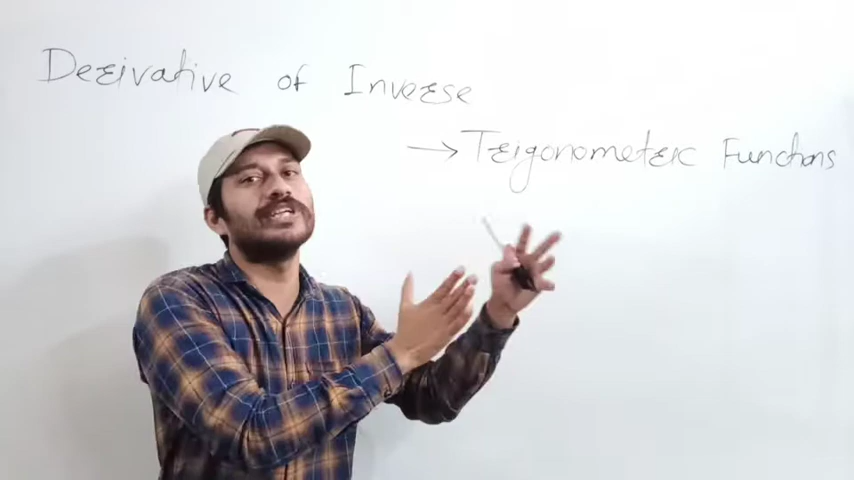 Derivative of Inverse
→ Trigonometric Functions